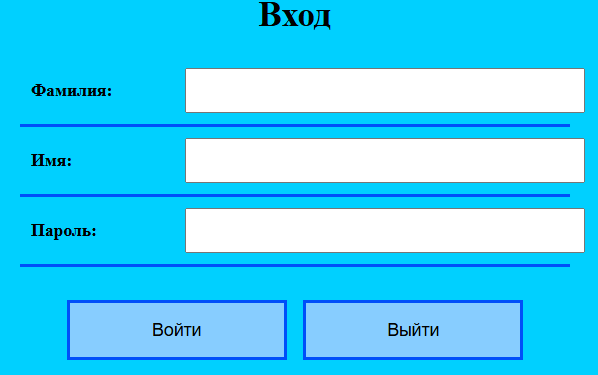 Вход
Фамилия:
Имя:
Пароль:
Войти
Выйти